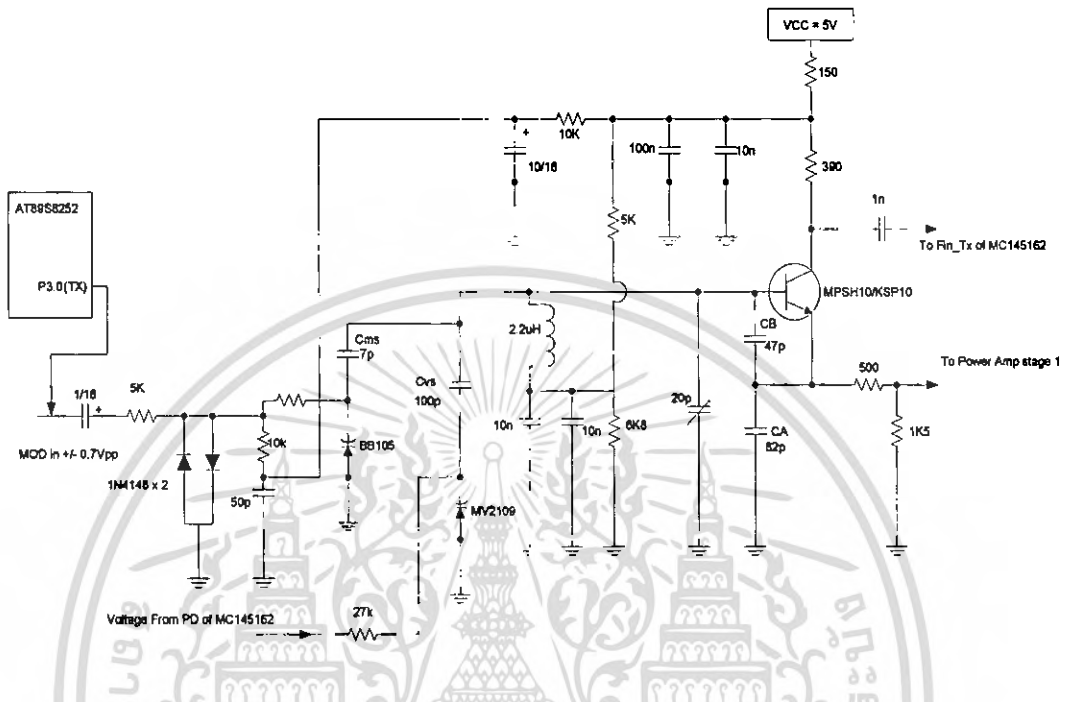 VCC = 5V
150
10K
+
10/16
100n
10n
390
1n
To Fin_Tx of MC145162
AT89S8252
P3.0(TX)
5K
MPSH10/KSP10
2.2uH
CB
47p
Cms
7p
Cvs
100p
To Power Amp stage 1
500
1/16
+
5K
20p
10n
10n
6K8
CA
82p
1K5
MOD in +/- 0.7Vpp
10k
BB105
1N4148 x 2
50p
MV2109
Voltage From PD of MC145162
27k